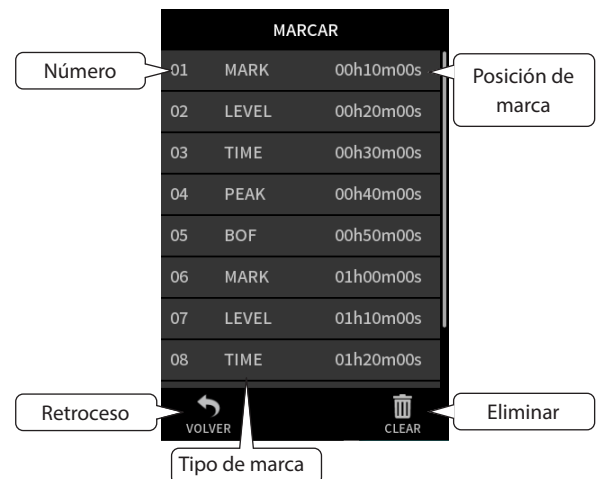 MARCAR
Número
01 MARK 00h10m00s
Posición de
marca
02 LEVEL 00h20m00s
03 TIME 00h30m00s
04 PEAK 00h40m00s
05 BOF 00h50m00s
06 MARK 01h00m00s
07 LEVEL 01h10m00s
08 TIME 01h20m00s
Retroceso
VOLVER
CLEAR
Eliminar
Tipo de marca